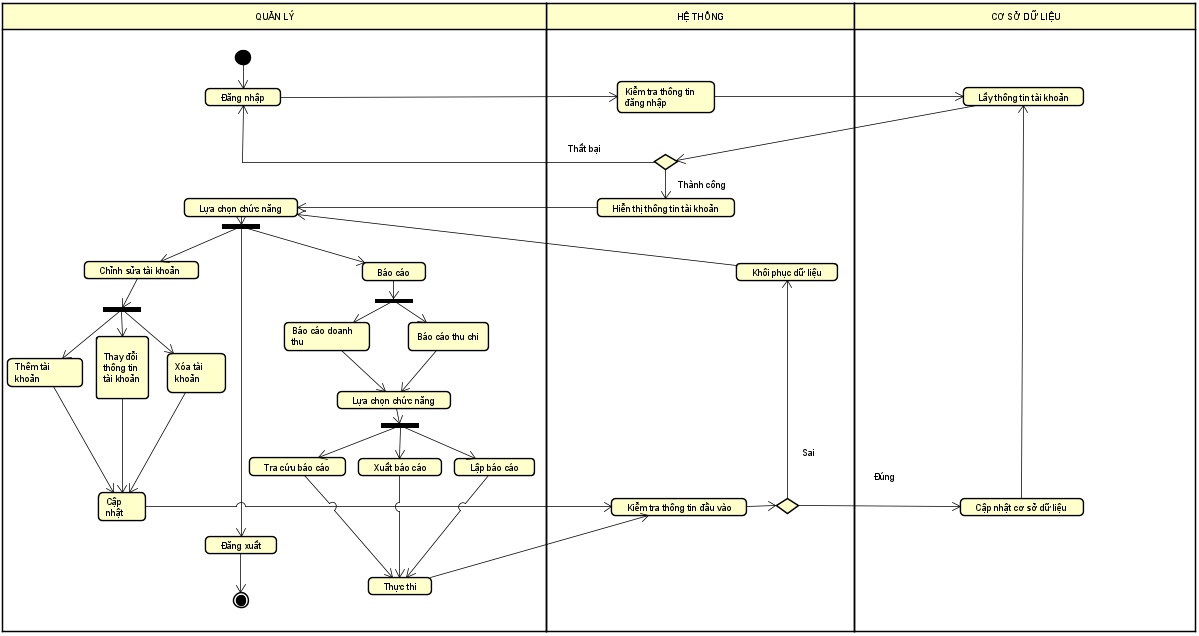 QUẢN LÝ
HỆ THỐNG
CƠ SỞ DỮ LIỆU
Đăng nhập
Kiểm tra thông tin
đăng nhập
Lấy thông tin tài khoản
Thất bại
Thành công
Lựa chọn chức năng
Hiển thị thông tin tài khoản
Chỉnh sửa tài khoản
Báo cáo
Khôi phục dữ liệu
Báo cáo doanh
thu
Báo cáo thu chi
Thêm tài
khoản
Thay đổi
thông tin
tài khoản
Xóa tài
khoản
Lựa chọn chức năng
Tra cứu báo cáo
Xuất báo cáo
Lập báo cáo
Sai
Đúng
Cập
nhật
Kiểm tra thông tin đầu vào
Cập nhật cơ sở dữ liệu
Đăng xuất
Thực thi